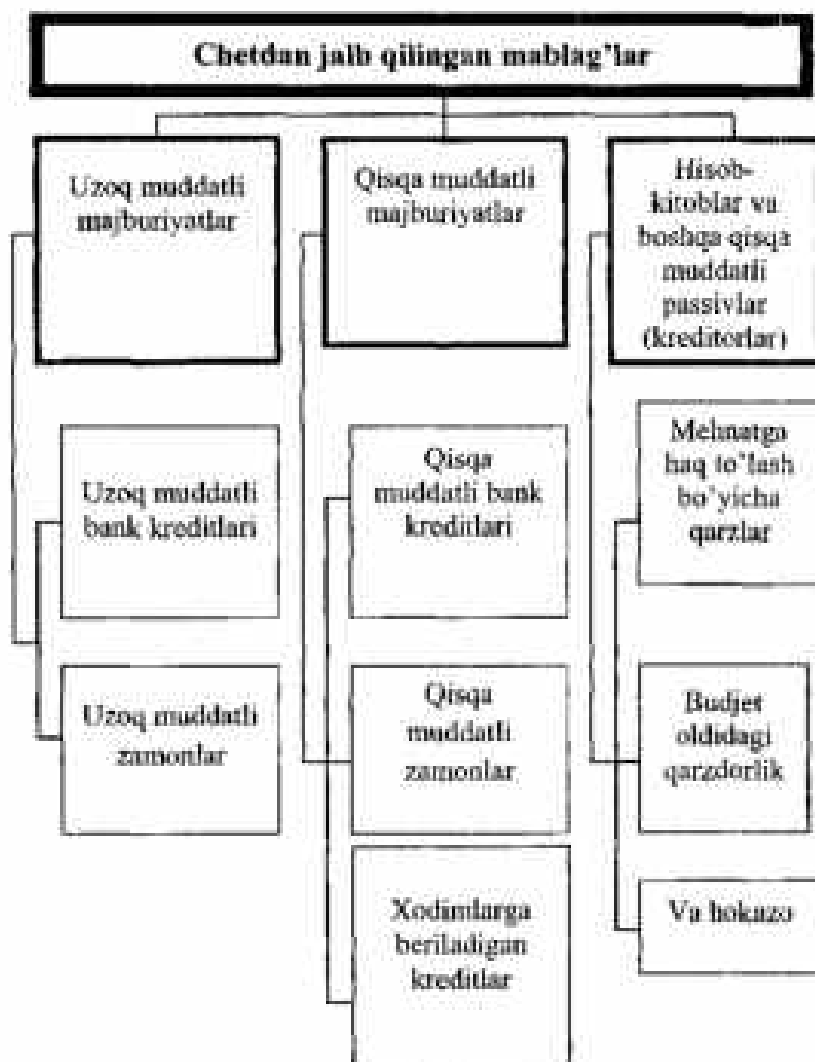 Chetdan jalb qilingan mablag'lar
Uzoq muddatli
majburiyatlar
Qisqa muddatli
majburiyatlar
Hisob-
kitoblar va
boshqa qisqa
muddatli
passivlar
(kreditorlar)
Uzoq muddatli
bank kreditlari
Qisqa
muddatli bank
kreditlari
Mehnatga
haq to'lash
bo'yicha
qarzlar
Uzoq muddatli
zamonlar
Qisqa
muddatli
zamonlar
Budjet
oldidagi
qarzdorlik
Xodimlarga
beriladigan
kreditlar
Va hokazo